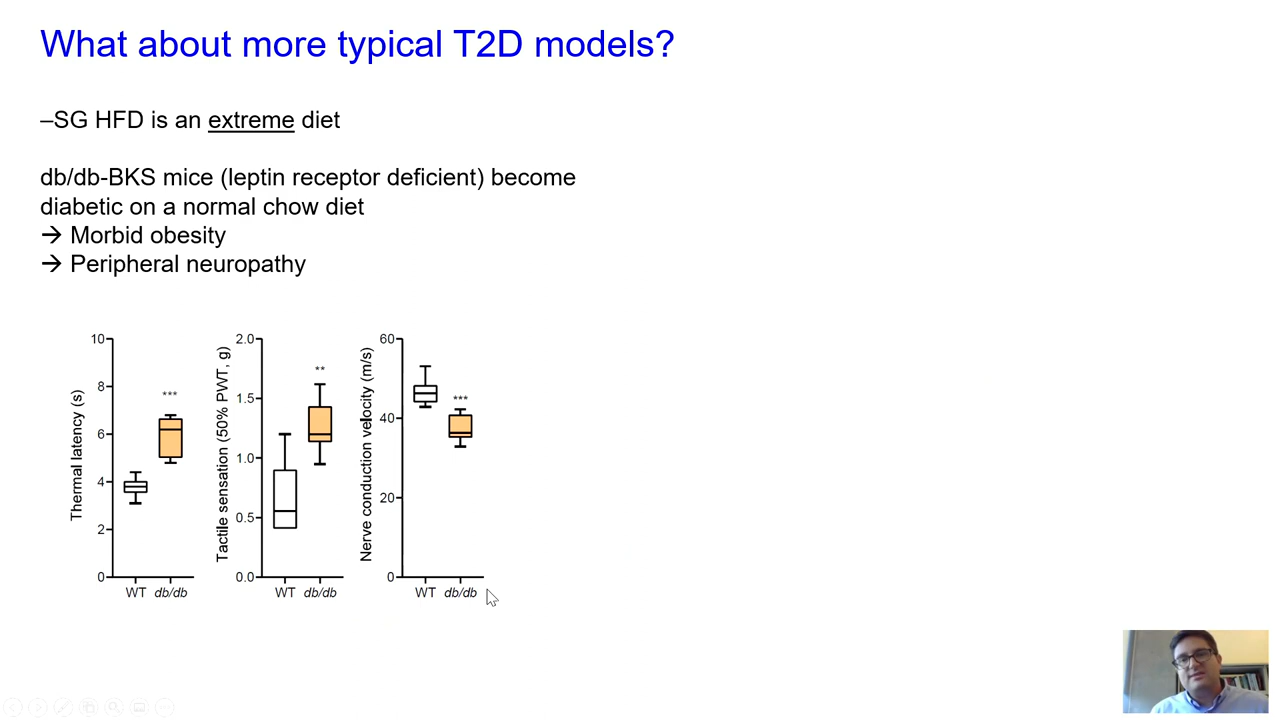 What about more typical T2D models?
–SG HFD is an extreme diet
db/db-BKS mice (leptin receptor deficient) become
diabetic on a normal chow diet
→ Morbid obesity
→ Peripheral neuropathy
Thermal latency (s)
10
8
6
4
2
0
***
WT db/db
Tactile sensation (50% PWT, g)
2.0
1.5
1.0
0.5
0.0
**
WT db/db
Nerve conduction velocity (m/s)
60
40
20
0
***
WT db/db